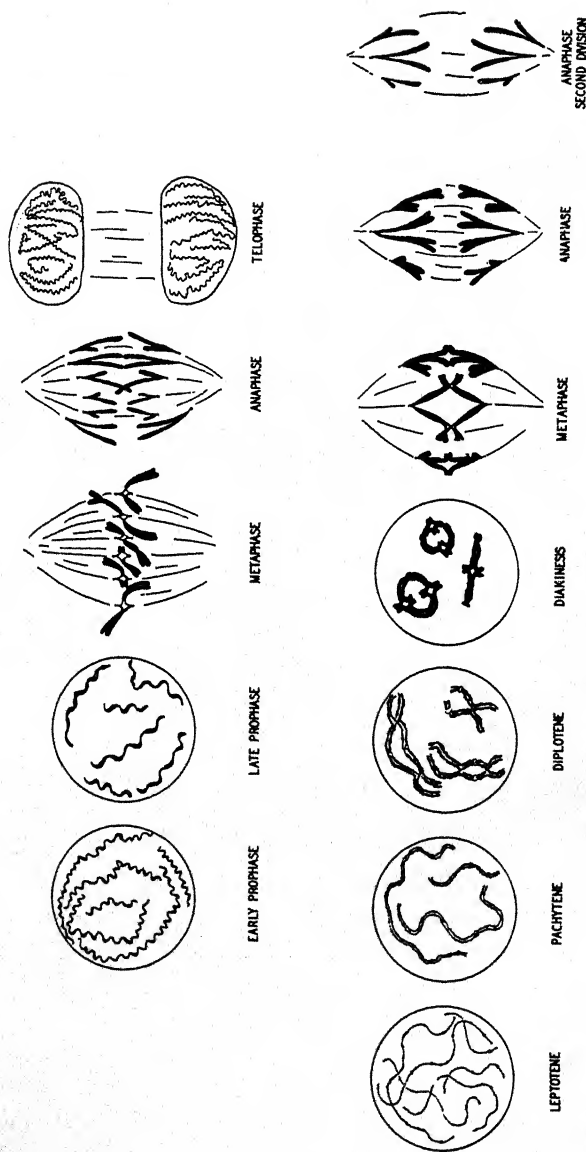 EARLY PROPHASE
LATE PROPHASE
METAPHASE
ANAPHASE
TELOPHASE
LEPTOTENE
PACHYTENE
DIPLOTENE
DIAKINESIS
METAPHASE
ANAPHASE
ANAPHASE
SECOND DIVISION